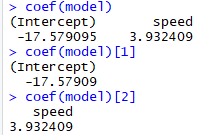 > coef(model)
(Intercept)       speed
 -17.579095    3.932409
> coef(model)[1]
(Intercept)
  -17.57909
> coef(model)[2]
   speed
3.932409